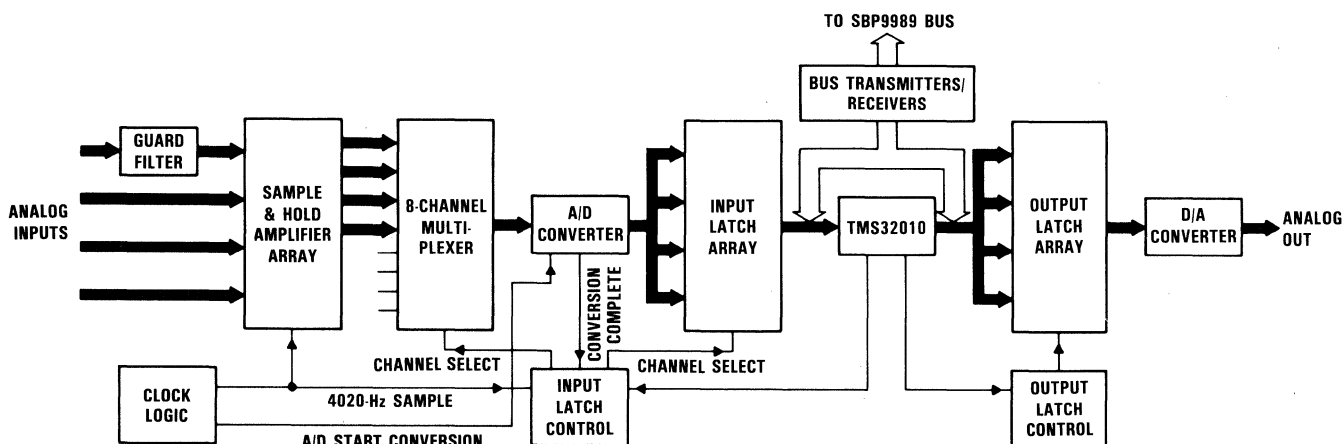 TO SBP9989 BUS
BUS TRANSMITTERS/
RECEIVERS
GUARD
FILTER
ANALOG
INPUTS
SAMPLE
& HOLD
AMPLIFIER
ARRAY
8-CHANNEL
MULTI-
PLEXER
A/D
CONVERTER
INPUT
LATCH
ARRAY
TMS32010
OUTPUT
LATCH
ARRAY
D/A
CONVERTER
ANALOG
OUT
CONVERSION
COMPLETE
CHANNEL SELECT
CHANNEL SELECT
CLOCK
LOGIC
4020-Hz SAMPLE
A/D START CONVERSION
INPUT
LATCH
CONTROL
OUTPUT
LATCH
CONTROL